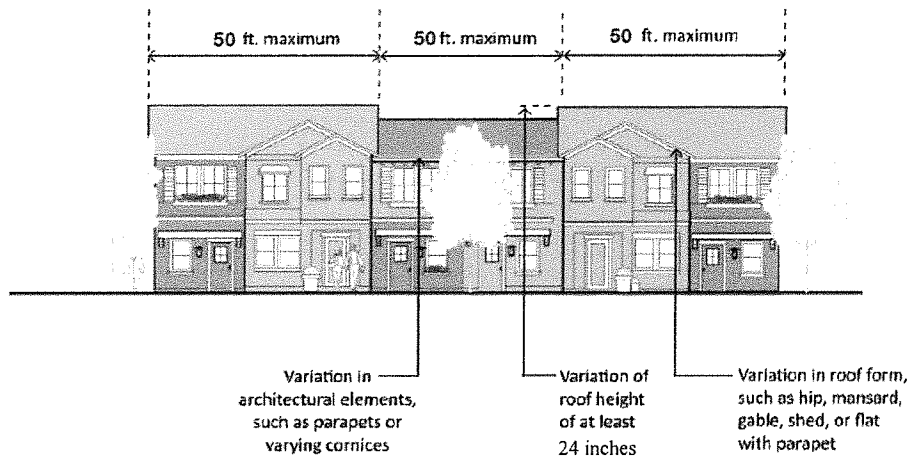 50 ft. maximum
50 ft. maximum
50 ft. maximum
Variation in
architectural elements,
such as parapets or
varying cornices
Variation of
roof height
of at least
24 inches
Variation in roof form,
such as hip, mansard,
gable, shed, or flat
with parapet